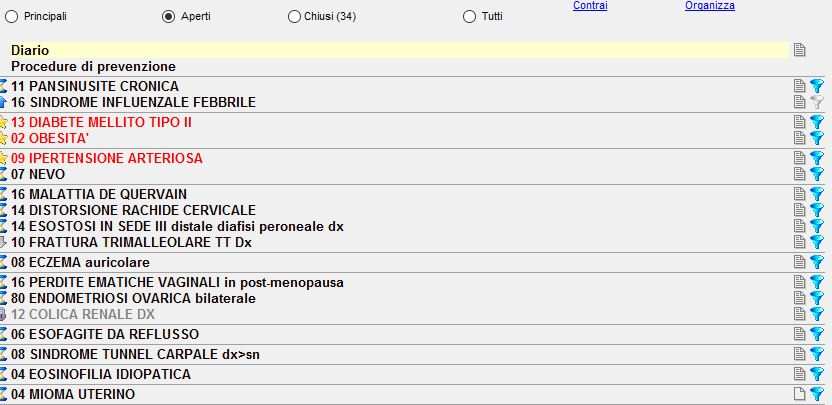 Principali Aperti Chiusi (34) Tutti Contrai Organizza
Diario
Procedure di prevenzione
11 PANSINUSITE CRONICA
16 SINDROME INFLUENZALE FEBBRILE
13 DIABETE MELLITO TIPO II
02 OBESITA'
09 IPERTENSIONE ARTERIOSA
07 NEVO
16 MALATTIA DE QUERVAIN
14 DISTORSIONE RACHIDE CERVICALE
14 ESOSTOSI IN SEDE III distale diafisi peroneale dx
10 FRATTURA TRIMALLEOLARE TT Dx
08 ECZEMA auricolare
16 PERDITE EMATICHE VAGINALI in post-menopausa
80 ENDOMETRIOSI OVARICA bilaterale
12 COLICA RENALE DX
06 ESOFAGITE DA REFLUSSO
08 SINDROME TUNNEL CARPALE dx>sn
04 EOSINOFILIA IDIOPATICA
04 MIOMA UTERINO